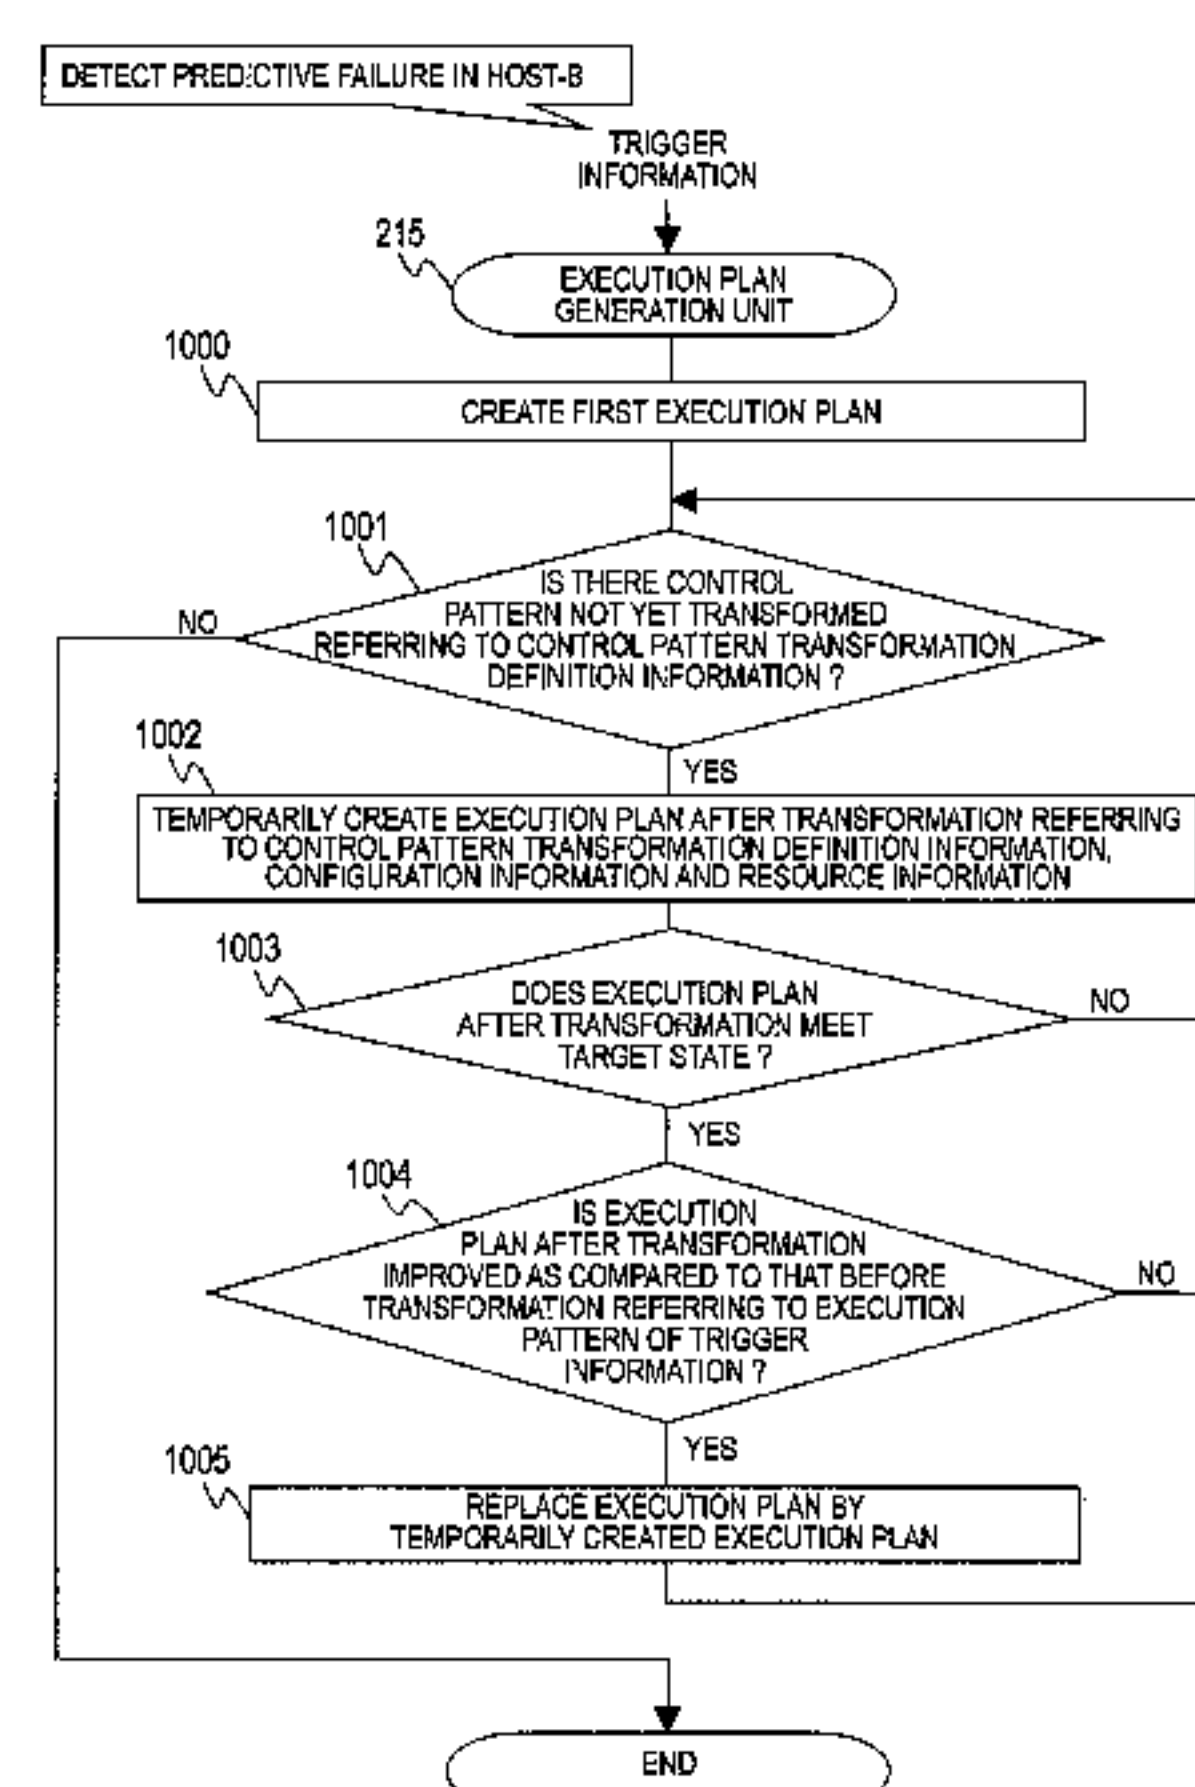 DETECT PREDICTIVE FAILURE IN HOST-B
TRIGGER
INFORMATION
215
EXECUTION PLAN
GENERATION UNIT
1000
CREATE FIRST EXECUTION PLAN
1001
IS THERE CONTROL
PATTERN NOT YET TRANSFORMED
REFERRING TO CONTROL PATTERN TRANSFORMATION
DEFINITION INFORMATION ?
NO
1002
YES
TEMPORARILY CREATE EXECUTION PLAN AFTER TRANSFORMATION REFERRING
TO CONTROL PATTERN TRANSFORMATION DEFINITION INFORMATION,
CONFIGURATION INFORMATION AND RESOURCE INFORMATION
1003
DOES EXECUTION PLAN
AFTER TRANSFORMATION MEET
TARGET STATE ?
NO
YES
1004
IS EXECUTION
PLAN AFTER TRANSFORMATION
IMPROVED AS COMPARED TO THAT BEFORE
TRANSFORMATION REFERRING TO EXECUTION
PATTERN OF TRIGGER
INFORMATION ?
NO
YES
1005
REPLACE EXECUTION PLAN BY
TEMPORARILY CREATED EXECUTION PLAN
END